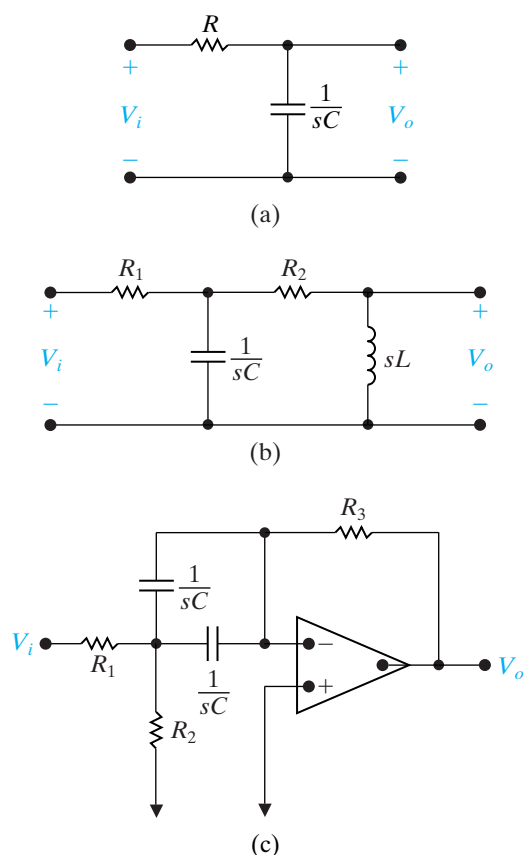 R
+ +
V_i 1/sC V_o
− −
(a)
R_1 R_2
+ +
V_i 1/sC sL V_o
− −
(b)
R_3
1/sC
V_i R_1 1/sC − V_o
+
R_2
(c)